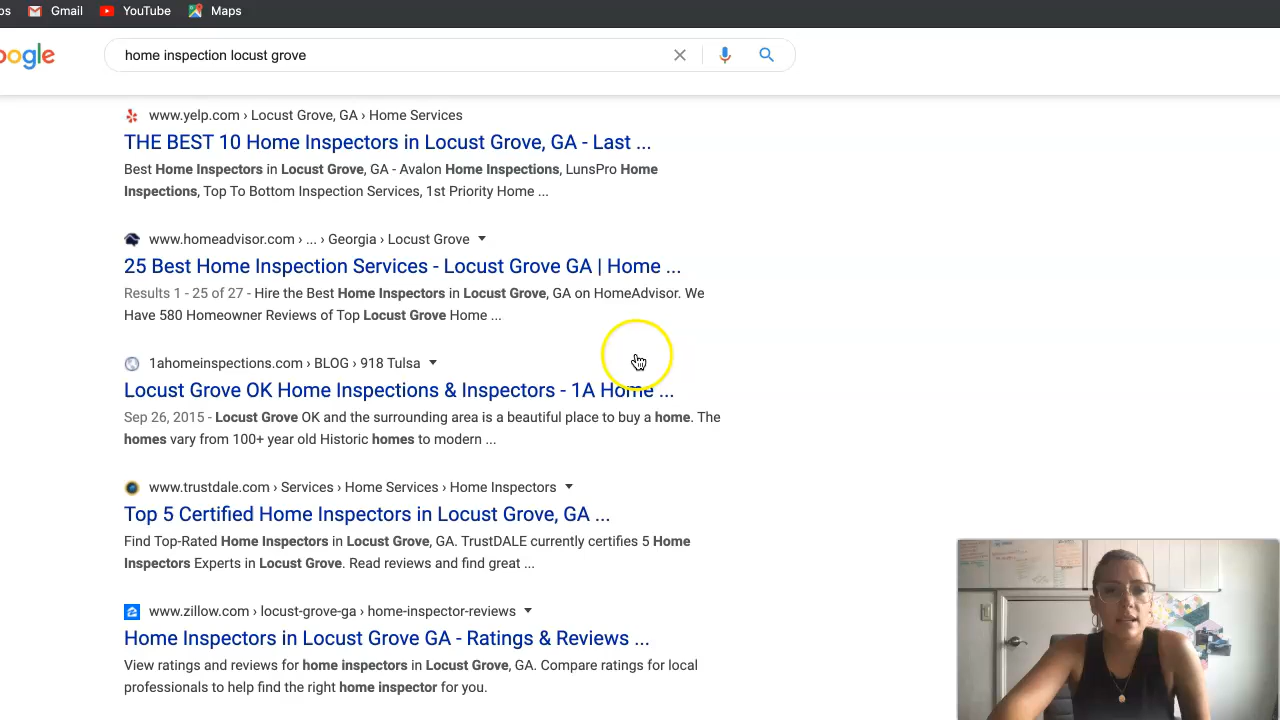 ps Gmail YouTube Maps
oogle home inspection locust grove
www.yelp.com › Locust Grove, GA › Home Services
THE BEST 10 Home Inspectors in Locust Grove, GA - Last ...
Best Home Inspectors in Locust Grove, GA - Avalon Home Inspections, LunsPro Home
Inspections, Top To Bottom Inspection Services, 1st Priority Home ...
www.homeadvisor.com › ... › Georgia › Locust Grove
25 Best Home Inspection Services - Locust Grove GA | Home ...
Results 1 - 25 of 27 - Hire the Best Home Inspectors in Locust Grove, GA on HomeAdvisor. We
Have 580 Homeowner Reviews of Top Locust Grove Home ...
1ahomeinspections.com › BLOG › 918 Tulsa
Locust Grove OK Home Inspections & Inspectors - 1A Home ...
Sep 26, 2015 - Locust Grove OK and the surrounding area is a beautiful place to buy a home. The
homes vary from 100+ year old Historic homes to modern ...
www.trustdale.com › Services › Home Services › Home Inspectors
Top 5 Certified Home Inspectors in Locust Grove, GA ...
Find Top-Rated Home Inspectors in Locust Grove, GA. TrustDALE currently certifies 5 Home
Inspectors Experts in Locust Grove. Read reviews and find great ...
www.zillow.com › locust-grove-ga › home-inspector-reviews
Home Inspectors in Locust Grove GA - Ratings & Reviews ...
View ratings and reviews for home inspectors in Locust Grove, GA. Compare ratings for local
professionals to help find the right home inspector for you.